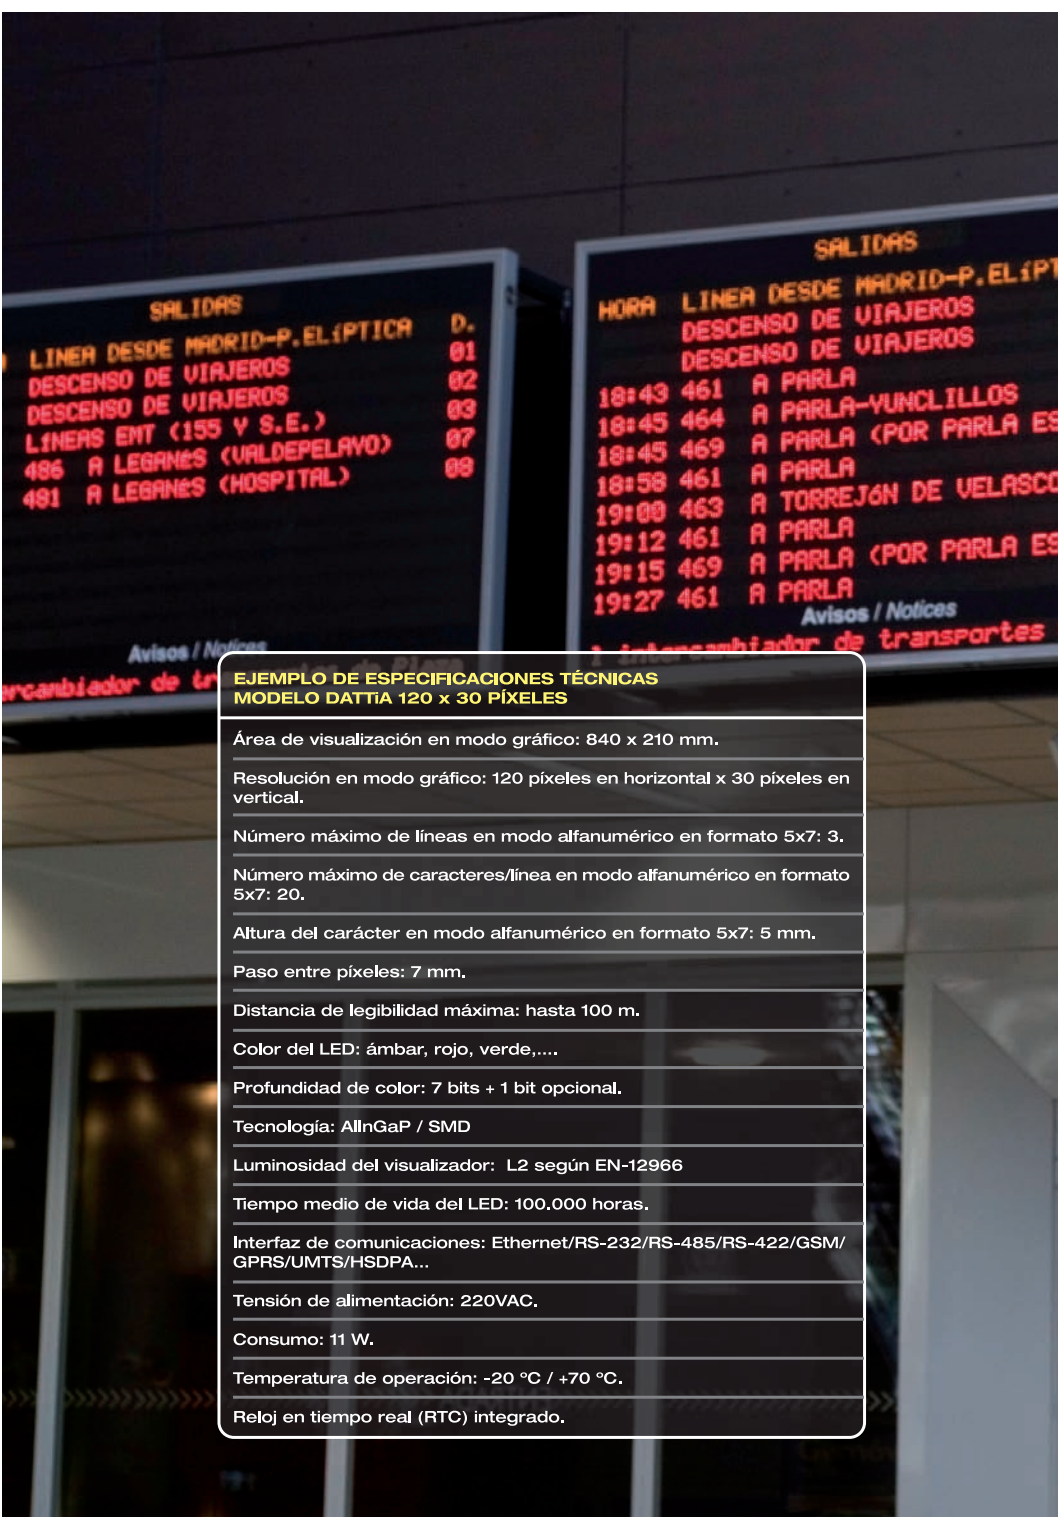 SALIDAS
LINEA DESDE MADRID-P.ELíPTICA D.
DESCENSO DE VIAJEROS 01
DESCENSO DE VIAJEROS 02
LíNEAS EMT (155 Y S.E.) 03
486 A LEGANéS (VALDEPELAYO) 07
481 A LEGANéS (HOSPITAL) 08
Avisos / Notices
de Plaza
SALIDAS
HORA LINEA DESDE MADRID-P.ELíPT
DESCENSO DE VIAJEROS
DESCENSO DE VIAJEROS
18:43 461 A PARLA
18:45 464 A PARLA-YUNCLILLOS
18:45 469 A PARLA (POR PARLA ES
18:58 461 A PARLA
19:00 463 A TORREJóN DE VELASCO
19:12 461 A PARLA
19:15 469 A PARLA (POR PARLA ES
19:27 461 A PARLA
Avisos / Notices
l intercambiador de transportes
EJEMPLO DE ESPECIFICACIONES TÉCNICAS
MODELO DATTiA 120 x 30 PÍXELES
Área de visualización en modo gráfico: 840 x 210 mm.
Resolución en modo gráfico: 120 píxeles en horizontal x 30 píxeles en
vertical.
Número máximo de líneas en modo alfanumérico en formato 5x7: 3.
Número máximo de caracteres/línea en modo alfanumérico en formato
5x7: 20.
Altura del carácter en modo alfanumérico en formato 5x7: 5 mm.
Paso entre píxeles: 7 mm.
Distancia de legibilidad máxima: hasta 100 m.
Color del LED: ámbar, rojo, verde,....
Profundidad de color: 7 bits + 1 bit opcional.
Tecnología: AlInGaP / SMD
Luminosidad del visualizador: L2 según EN-12966
Tiempo medio de vida del LED: 100.000 horas.
Interfaz de comunicaciones: Ethernet/RS-232/RS-485/RS-422/GSM/
GPRS/UMTS/HSDPA...
Tensión de alimentación: 220VAC.
Consumo: 11 W.
Temperatura de operación: -20 ºC / +70 ºC.
Reloj en tiempo real (RTC) integrado.